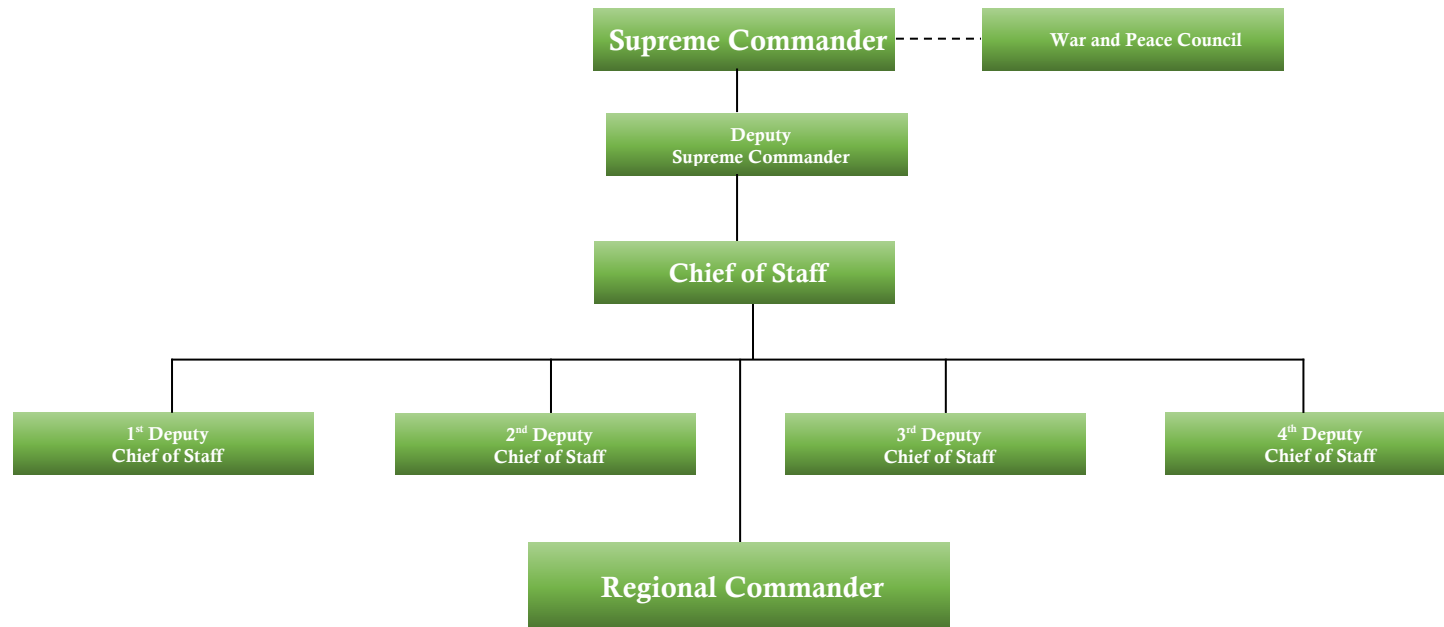 Supreme Commander
War and Peace Council
Deputy
Supreme Commander
Chief of Staff
1st Deputy
Chief of Staff
2nd Deputy
Chief of Staff
3rd Deputy
Chief of Staff
4th Deputy
Chief of Staff
Regional Commander